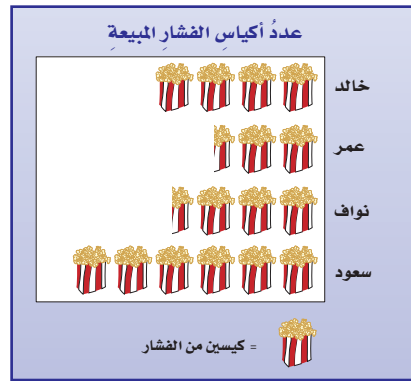 عددُ أكياسِ الفشارِ المبيعةِ
خالد
عمر
نواف
سعود
= كيسين من الفشار